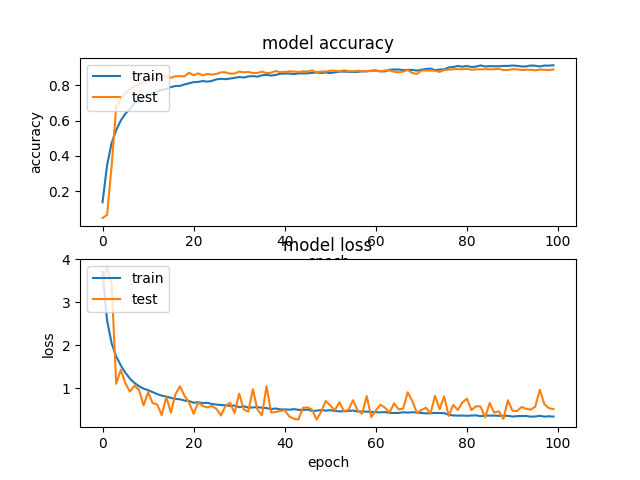 model accuracy
train
test
0.8
0.6
0.4
0.2
accuracy
0 20 40 60 80 100
epoch
model loss
train
test
4
3
2
1
loss
0 20 40 60 80 100
epoch